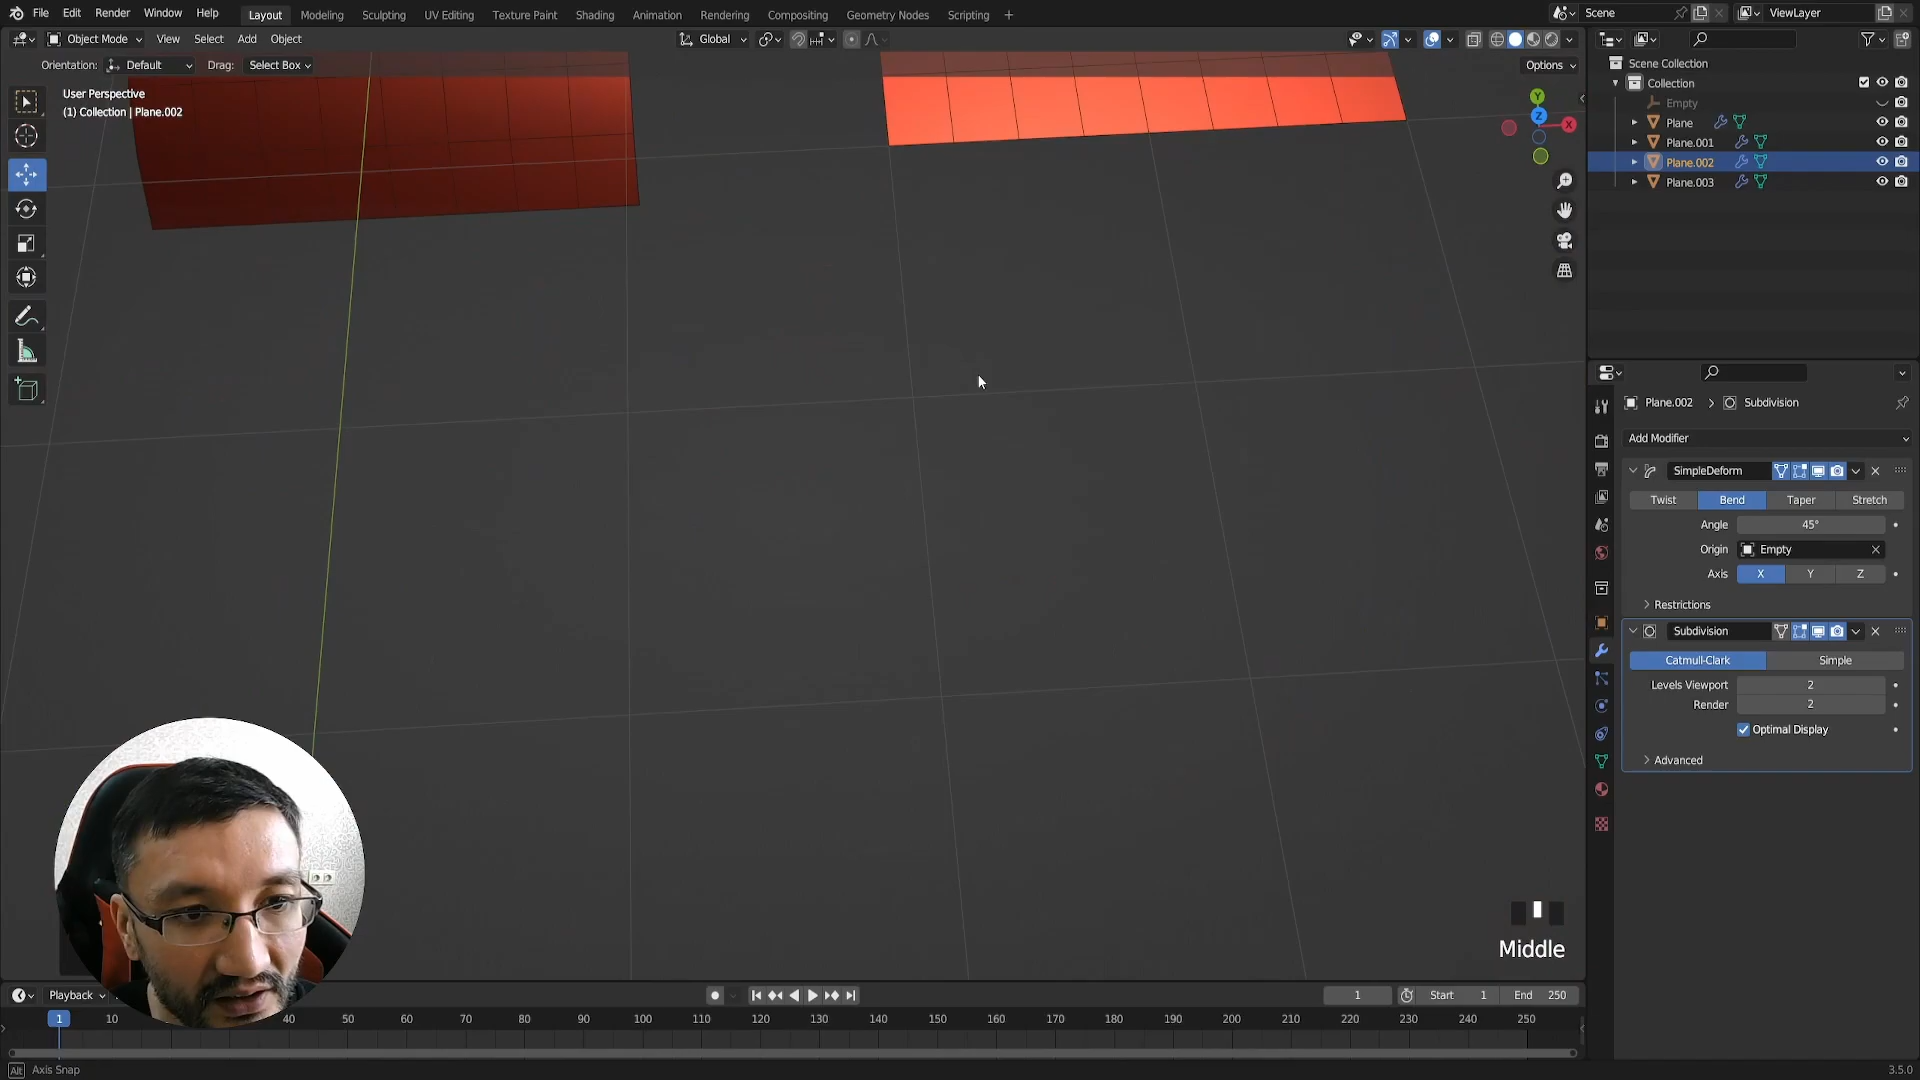 File Edit Render Window Help Layout Modeling Sculpting UV Editing Texture Paint Shading Animation Rendering Compositing Geometry Nodes Scripting + Scene ViewLayer
Object Mode View Select Add Object Global
Orientation: Default Drag: Select Box Options
User Perspective
(1) Collection | Plane.002
Y
Z
X
Scene Collection
Collection
Empty
Plane
Plane.001
Plane.002
Plane.003
Plane.002 > Subdivision
Add Modifier
SimpleDeform
Twist Bend Taper Stretch
Angle 45°
Origin Empty
Axis X Y Z
Restrictions
Subdivision
Catmull-Clark Simple
Levels Viewport 2
Render 2
Optimal Display
Advanced
Middle
Playback 1 Start 1 End 250
1 10 40 50 60 70 80 90 100 110 120 130 140 150 160 170 180 190 200 210 220 230 240 250
Alt Axis Snap 3.5.0